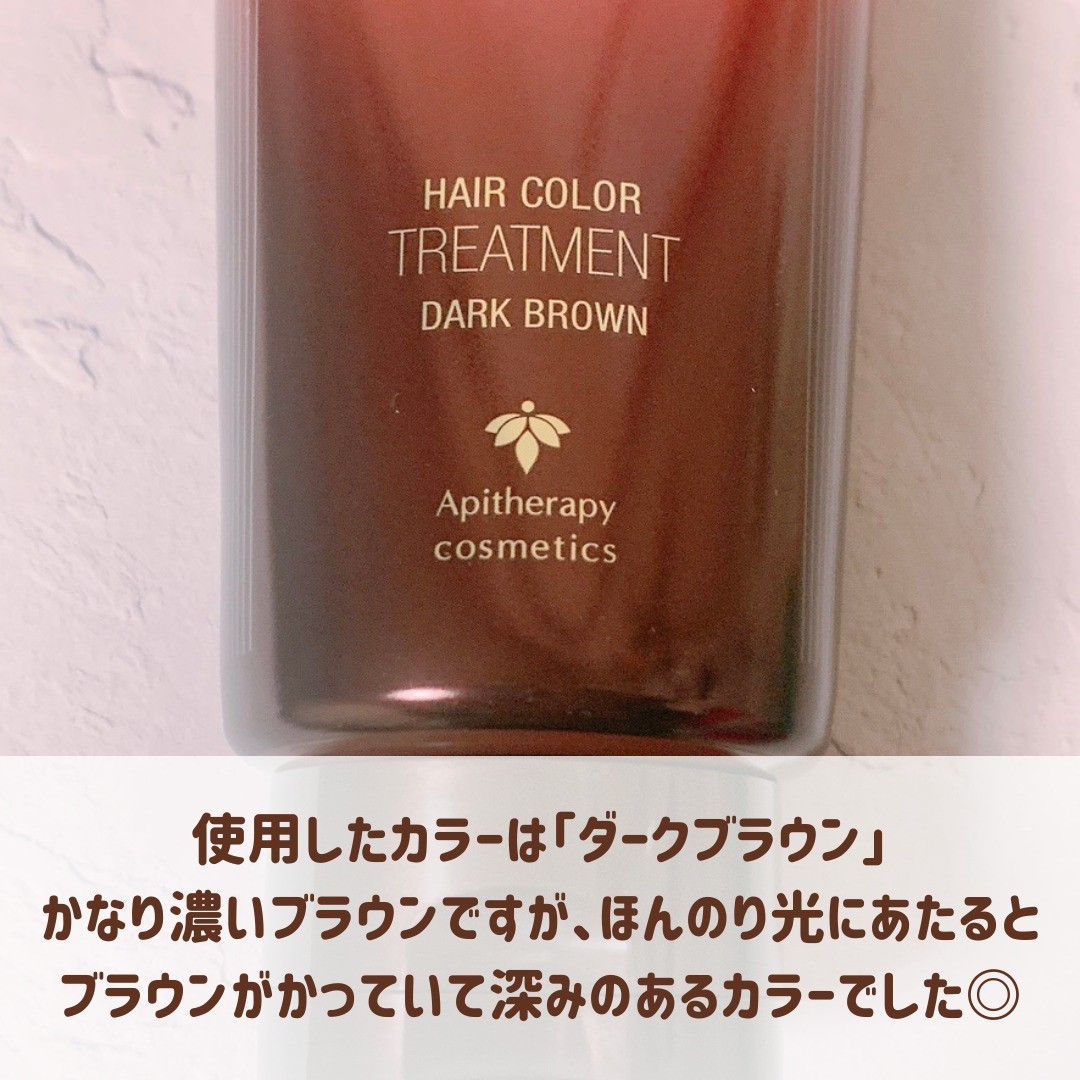 HAIR COLOR
TREATMENT
DARK BROWN
Apitherapy
cosmetics
使用したカラーは「ダークブラウン」
かなり濃いブラウンですが、ほんのり光にあたると
ブラウンがかっていて深みのあるカラーでした◎